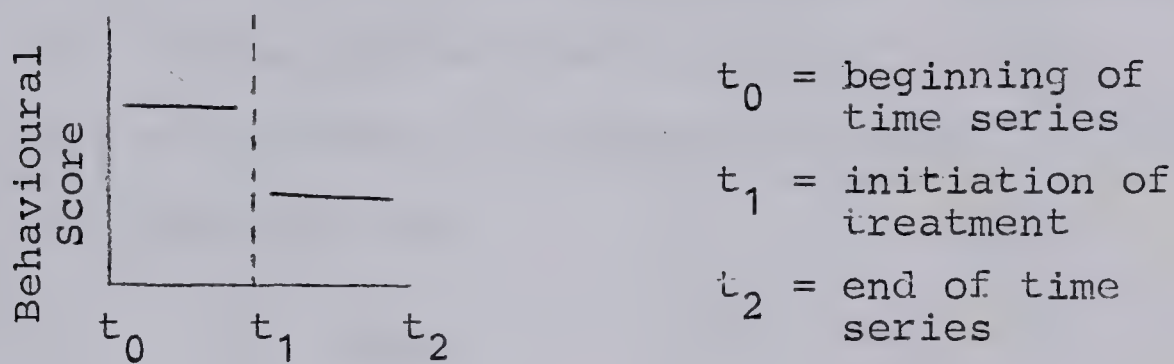 Behavioural
Score
t₀ t₁ t₂
t₀ = beginning of
time series
t₁ = initiation of
treatment
t₂ = end of time
series